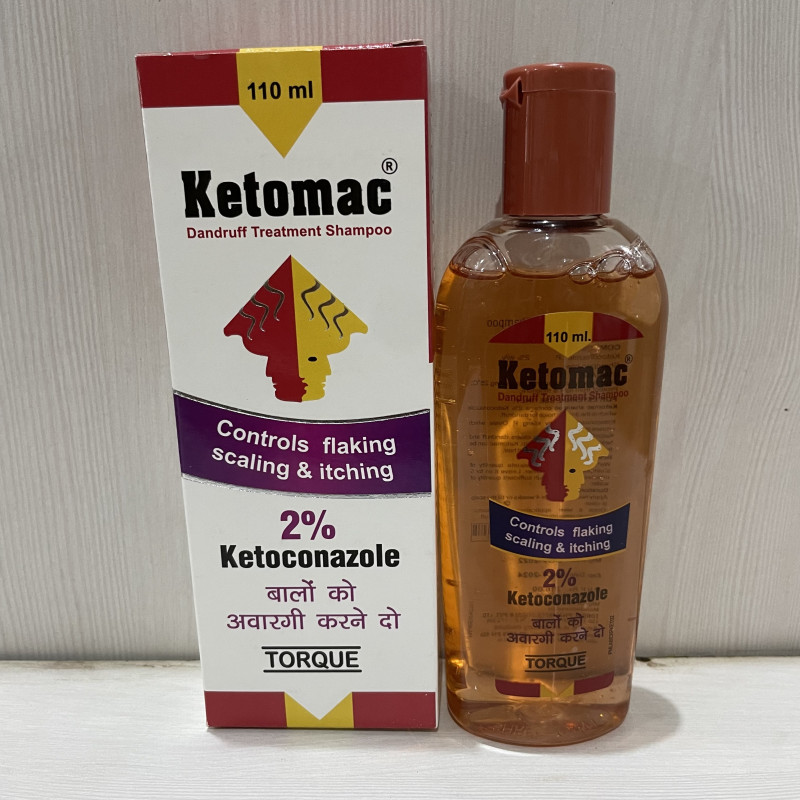 110 ml
Ketomac®
Dandruff Treatment Shampoo
Controls flaking
scaling & itching
2%
Ketoconazole
बालों को
अवारगी करने दो
TORQUE
110 ml.
Ketomac®
Dandruff Treatment Shampoo
Controls flaking
scaling & itching
2%
Ketoconazole
बालों को
अवारगी करने दो
TORQUE